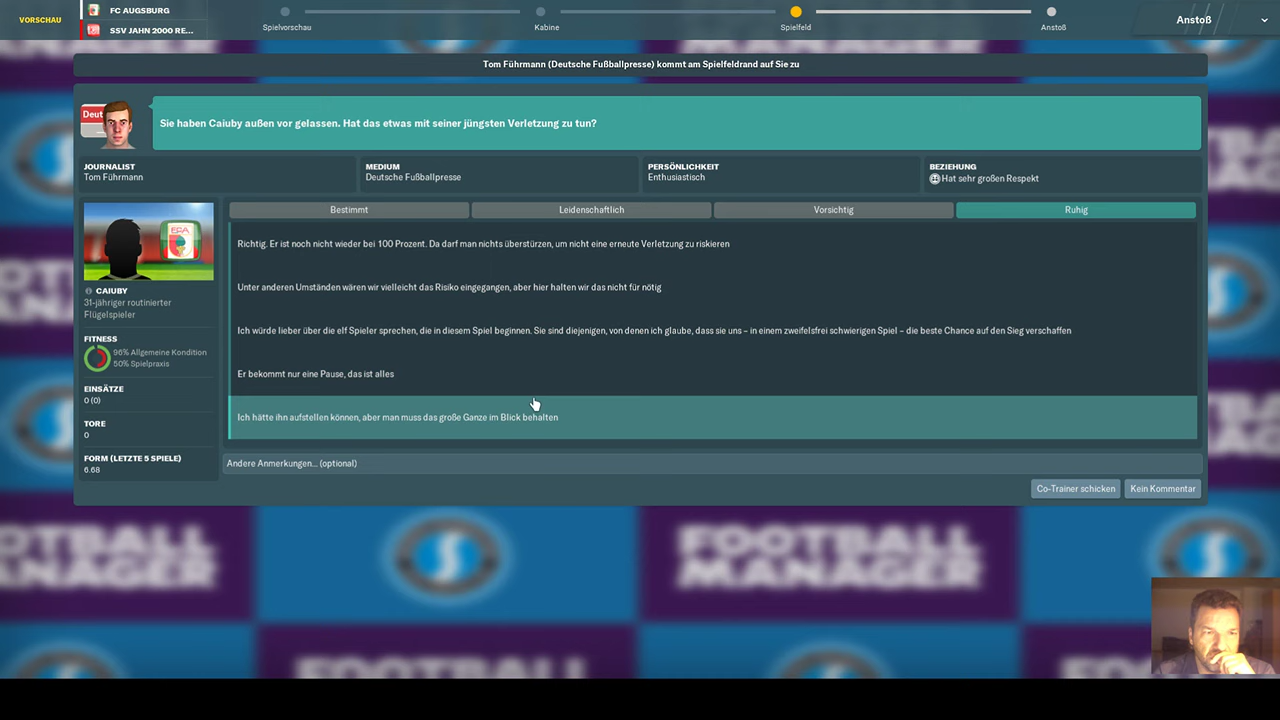 VORSCHAU
FC AUGSBURG
SSV JAHN 2000 RE...
Spielvorschau
Kabine
Spielfeld
Anstoß
Anstoß
Tom Führmann (Deutsche Fußballpresse) kommt am Spielfeldrand auf Sie zu
Deut
Sie haben Caiuby außen vor gelassen. Hat das etwas mit seiner jüngsten Verletzung zu tun?
JOURNALIST
Tom Führmann
MEDIUM
Deutsche Fußballpresse
PERSÖNLICHKEIT
Enthusiastisch
BEZIEHUNG
Hat sehr großen Respekt
Bestimmt
Leidenschaftlich
Vorsichtig
Ruhig
FCA
CAIUBY
31-jähriger routinierter
Flügelspieler
FITNESS
96% Allgemeine Kondition
50% Spielpraxis
EINSÄTZE
0 (0)
TORE
0
FORM (LETZTE 5 SPIELE)
6.68
Richtig. Er ist noch nicht wieder bei 100 Prozent. Da darf man nichts überstürzen, um nicht eine erneute Verletzung zu riskieren
Unter anderen Umständen wären wir vielleicht das Risiko eingegangen, aber hier halten wir das nicht für nötig
Ich würde lieber über die elf Spieler sprechen, die in diesem Spiel beginnen. Sie sind diejenigen, von denen ich glaube, dass sie uns – in einem zweifelsfrei schwierigen Spiel – die beste Chance auf den Sieg verschaffen
Er bekommt nur eine Pause, das ist alles
Ich hätte ihn aufstellen können, aber man muss das große Ganze im Blick behalten
Andere Anmerkungen... (optional)
Co-Trainer schicken
Kein Kommentar
OTBALL
NAGER
FOOTBALL
MANAGER